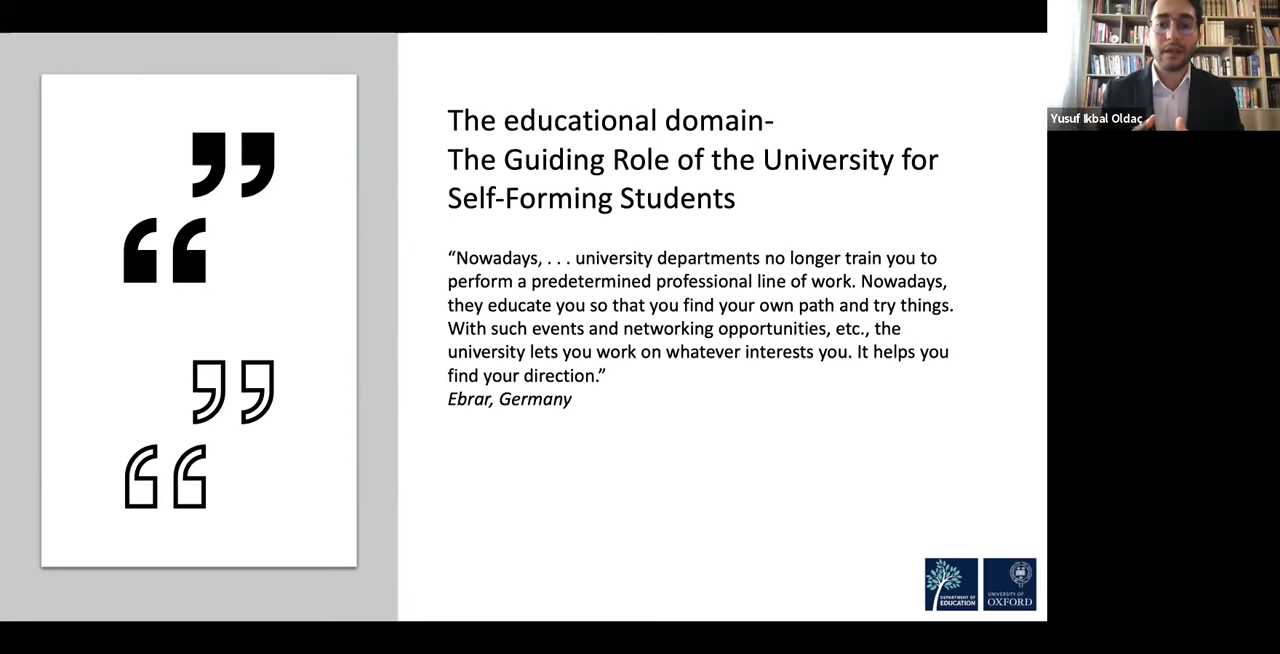 The educational domain-
The Guiding Role of the University for
Self-Forming Students
“Nowadays, . . . university departments no longer train you to
perform a predetermined professional line of work. Nowadays,
they educate you so that you find your own path and try things.
With such events and networking opportunities, etc., the
university lets you work on whatever interests you. It helps you
find your direction.”
Ebrar, Germany
Yusuf Ikbal Oldaç
DEPARTMENT OF
EDUCATION
UNIVERSITY OF
OXFORD